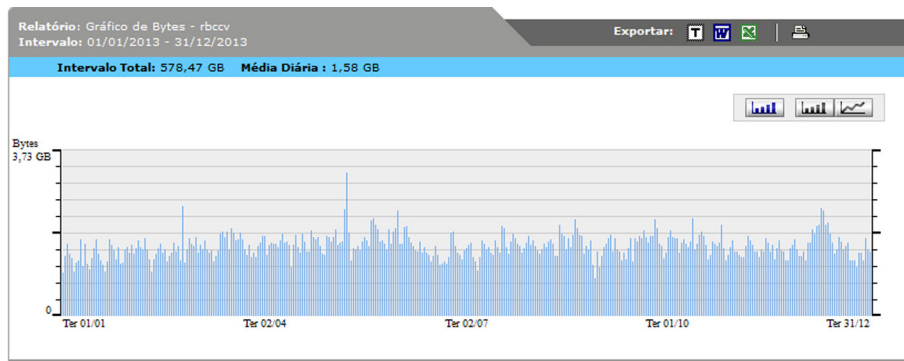 Relatório: Gráfico de Bytes - rbccv
Intervalo: 01/01/2013 - 31/12/2013
Exportar: T W X
Intervalo Total: 578,47 GB Média Diária : 1,58 GB
Bytes
3,73 GB
0
Ter 01/01 Ter 02/04 Ter 02/07 Ter 01/10 Ter 31/12